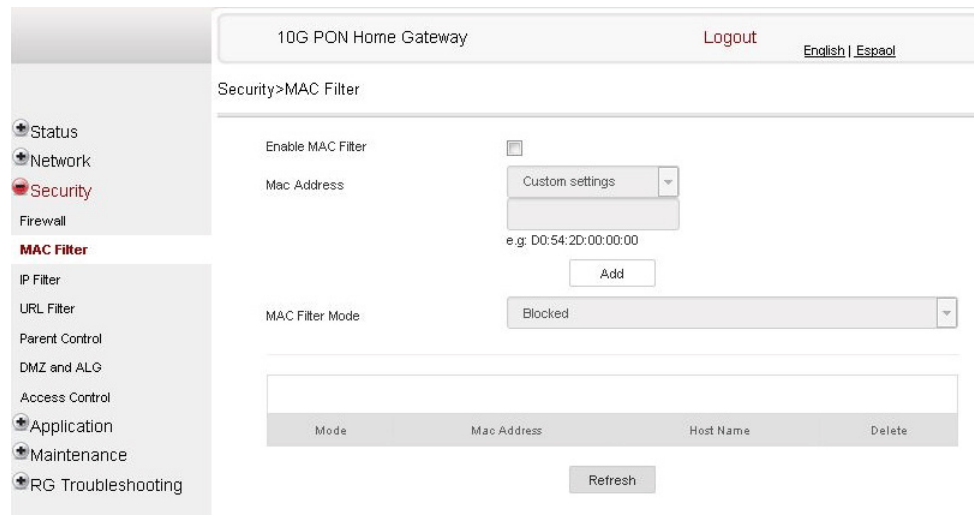 10G PON Home Gateway
Logout
English | Espaol
Security>MAC Filter
Status
Network
Security
Firewall
MAC Filter
IP Filter
URL Filter
Parent Control
DMZ and ALG
Access Control
Application
Maintenance
RG Troubleshooting
Enable MAC Filter
Mac Address
Custom settings
e.g: D0:54:2D:00:00:00
Add
MAC Filter Mode
Blocked
Mode Mac Address Host Name Delete
Refresh